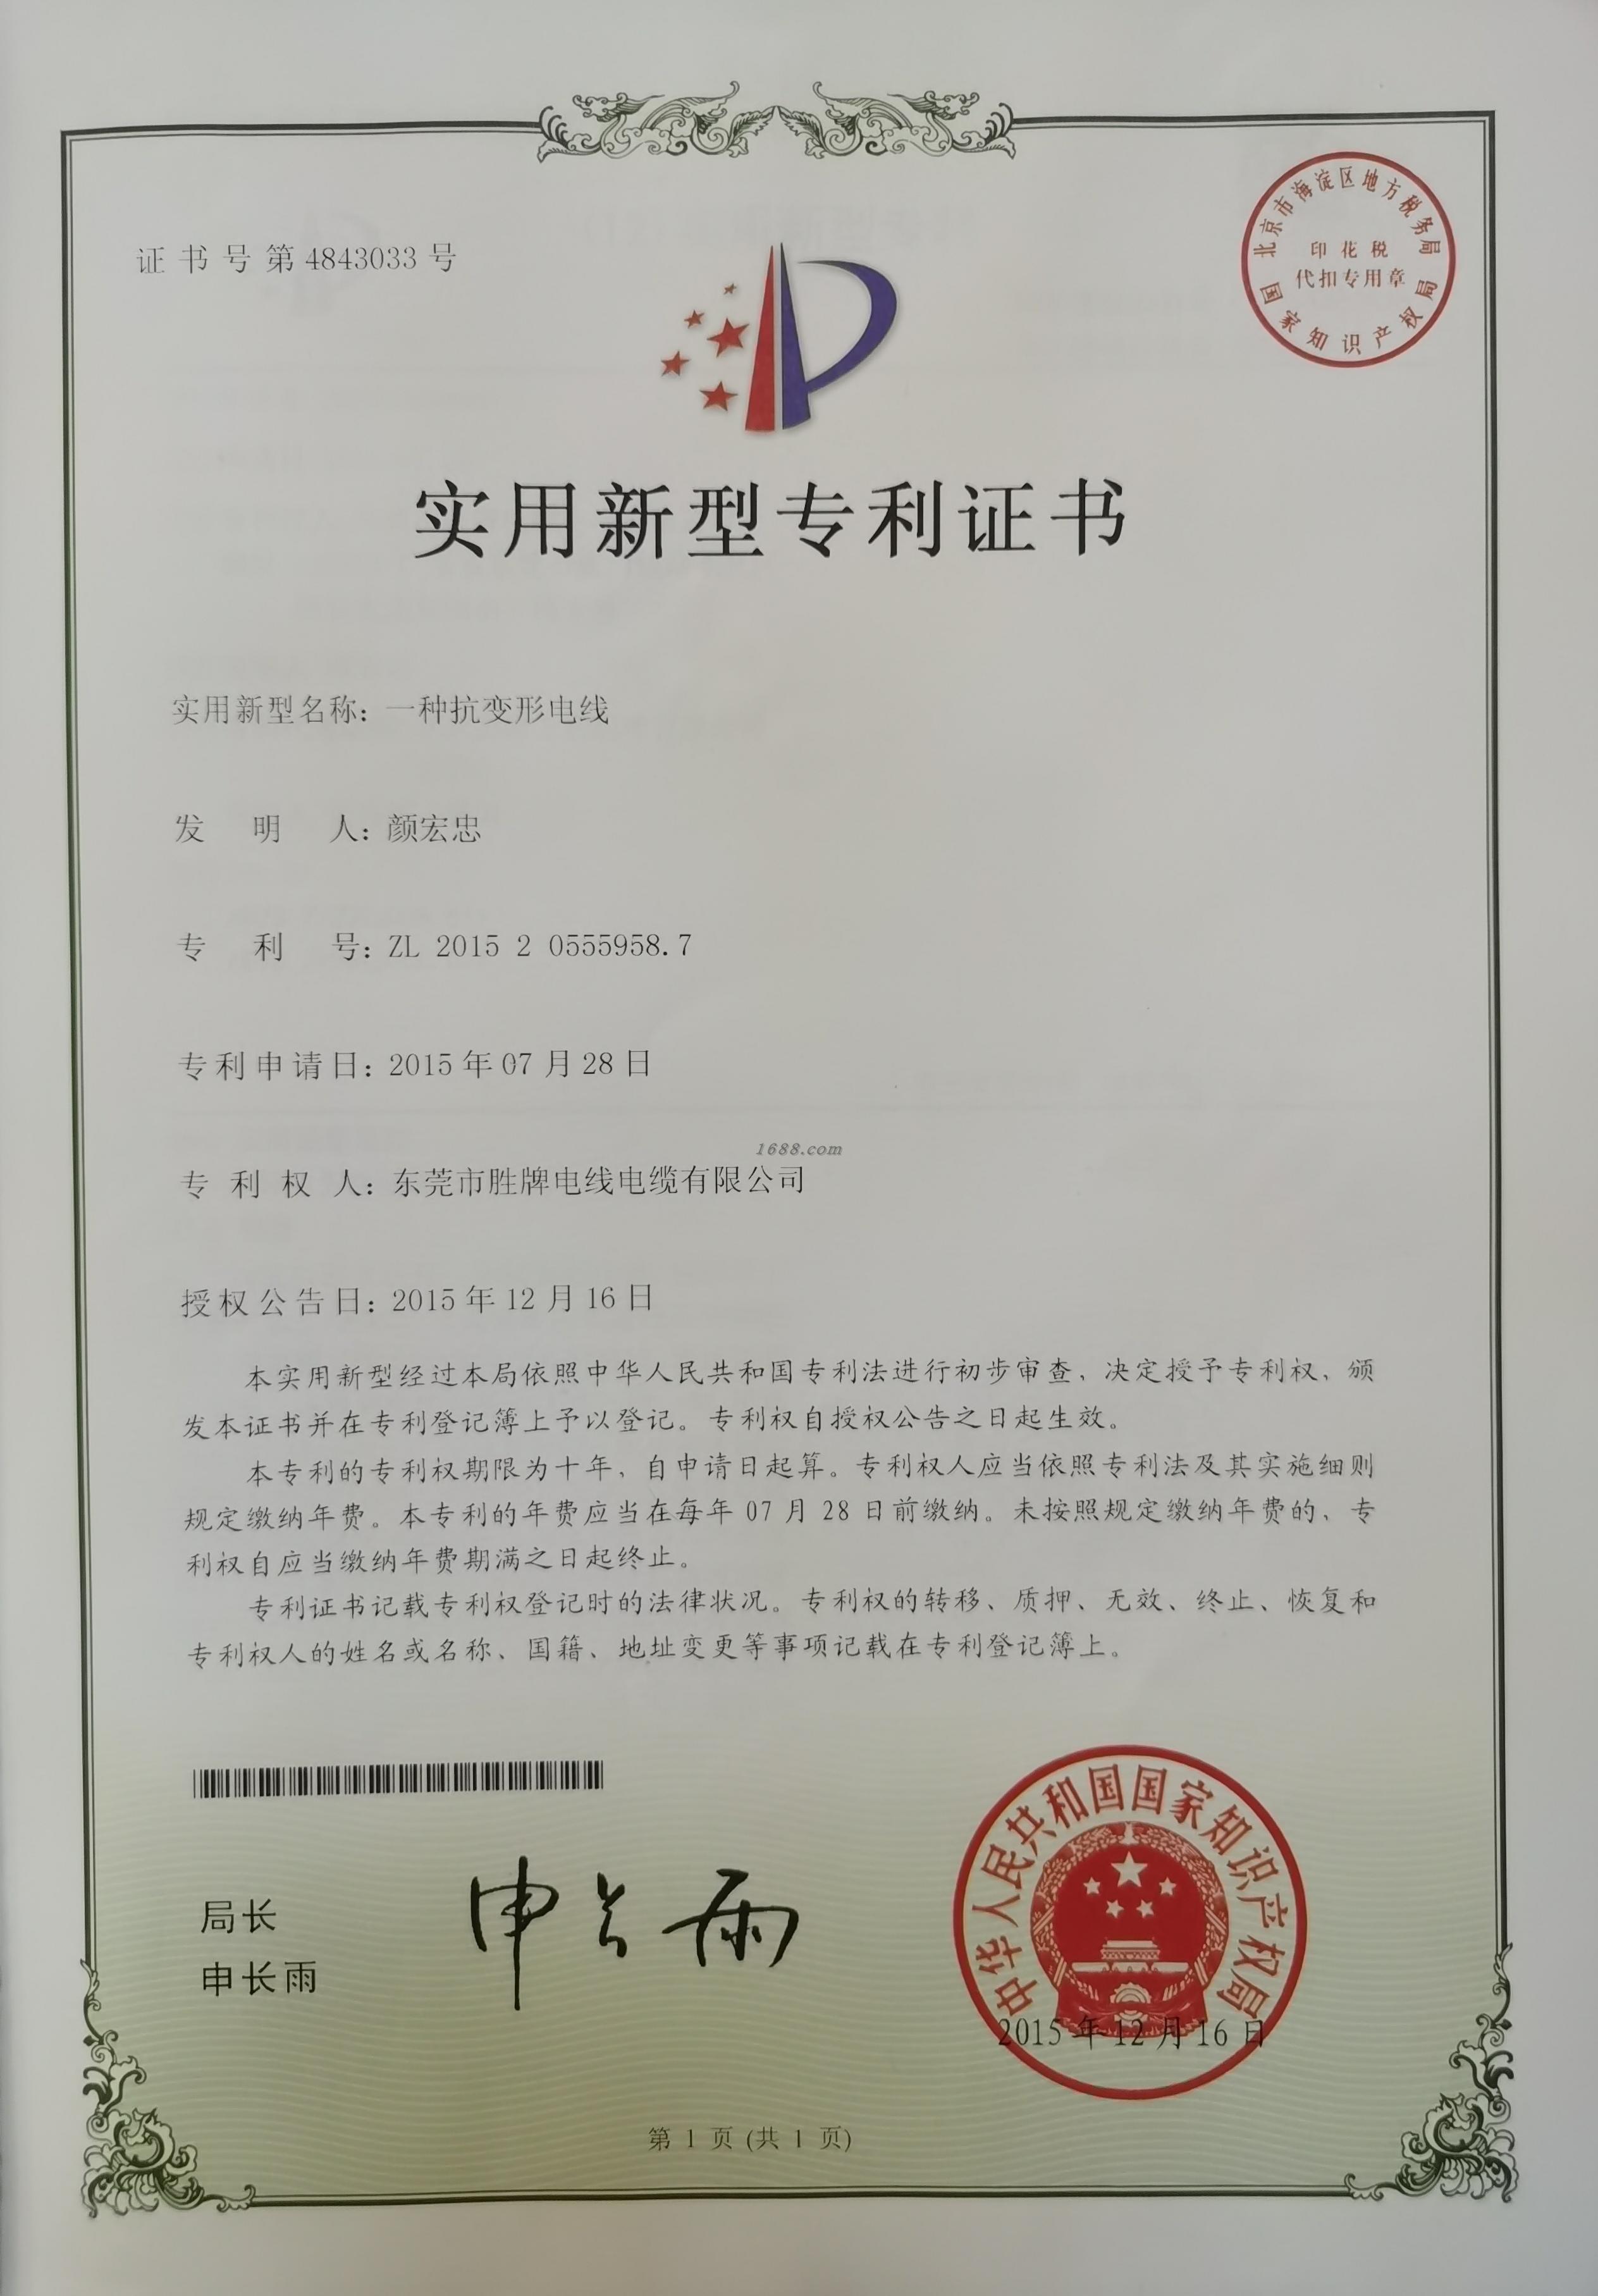 证书号第4843033号
北京市海淀区地方税务局
印花税
代扣专用章
国家知识产权局
实用新型专利证书
实用新型名称：一种抗变形电线
发明人：颜宏忠
专利号：ZL 2015 2 0555958.7
专利申请日：2015年07月28日
1688.com
专利权人：东莞市胜牌电线电缆有限公司
授权公告日：2015年12月16日
本实用新型经过本局依照中华人民共和国专利法进行初步审查，决定授予专利权，颁
发本证书并在专利登记簿上予以登记。专利权自授权公告之日起生效。
本专利的专利权期限为十年，自申请日起算。专利权人应当依照专利法及其实施细则
规定缴纳年费。本专利的年费应当在每年07月28日前缴纳。未按照规定缴纳年费的，专
利权自应当缴纳年费期满之日起终止。
专利证书记载专利权登记时的法律状况。专利权的转移、质押、无效、终止、恢复和
专利权人的姓名或名称、国籍、地址变更等事项记载在专利登记簿上。
局长
申长雨
申长雨
中华人民共和国国家知识产权局
2015年12月16日
第1页(共1页)